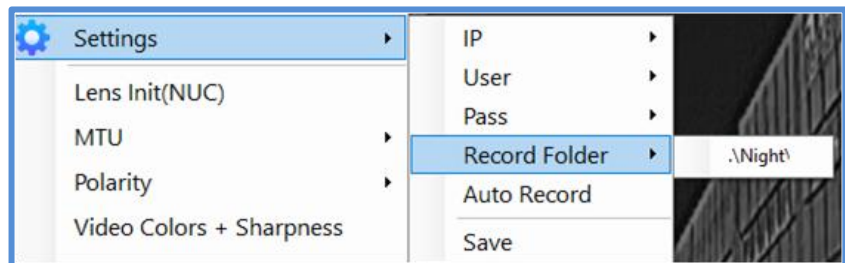 Settings
Lens Init(NUC)
MTU
Polarity
Video Colors + Sharpness
IP
User
Pass
Record Folder
Auto Record
Save
.\Night\